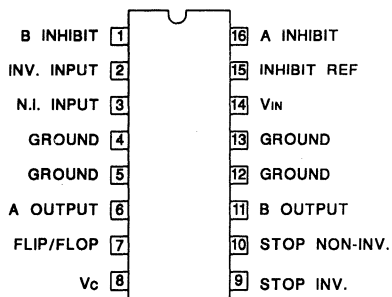 B INHIBIT 1 16 A INHIBIT
INV. INPUT 2 15 INHIBIT REF
N.I. INPUT 3 14 VIN
GROUND 4 13 GROUND
GROUND 5 12 GROUND
A OUTPUT 6 11 B OUTPUT
FLIP/FLOP 7 10 STOP NON-INV.
Vc 8 9 STOP INV.